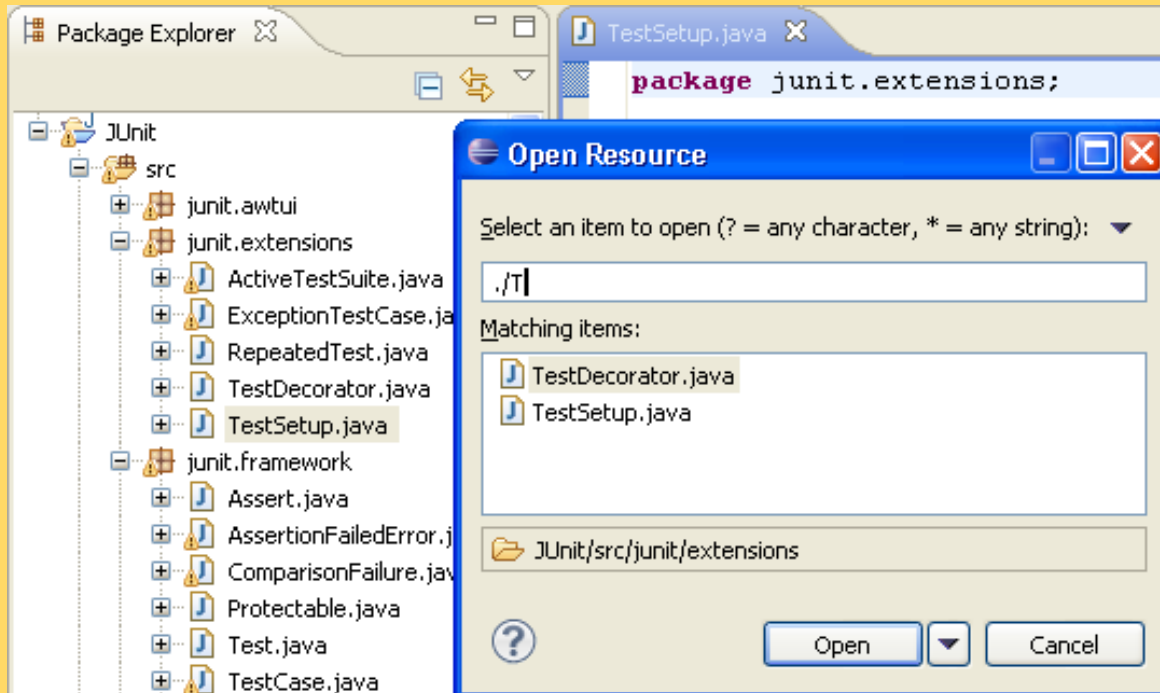 Package Explorer
TestSetup.java
package junit.extensions;
JUnit
src
junit.awtui
junit.extensions
ActiveTestSuite.java
ExceptionTestCase.ja
RepeatedTest.java
TestDecorator.java
TestSetup.java
junit.framework
Assert.java
AssertionFailedError.j
ComparisonFailure.jav
Protectable.java
Test.java
TestCase.java
Open Resource
Select an item to open (? = any character, * = any string):
./T
Matching items:
TestDecorator.java
TestSetup.java
JUnit/src/junit/extensions
Open
Cancel